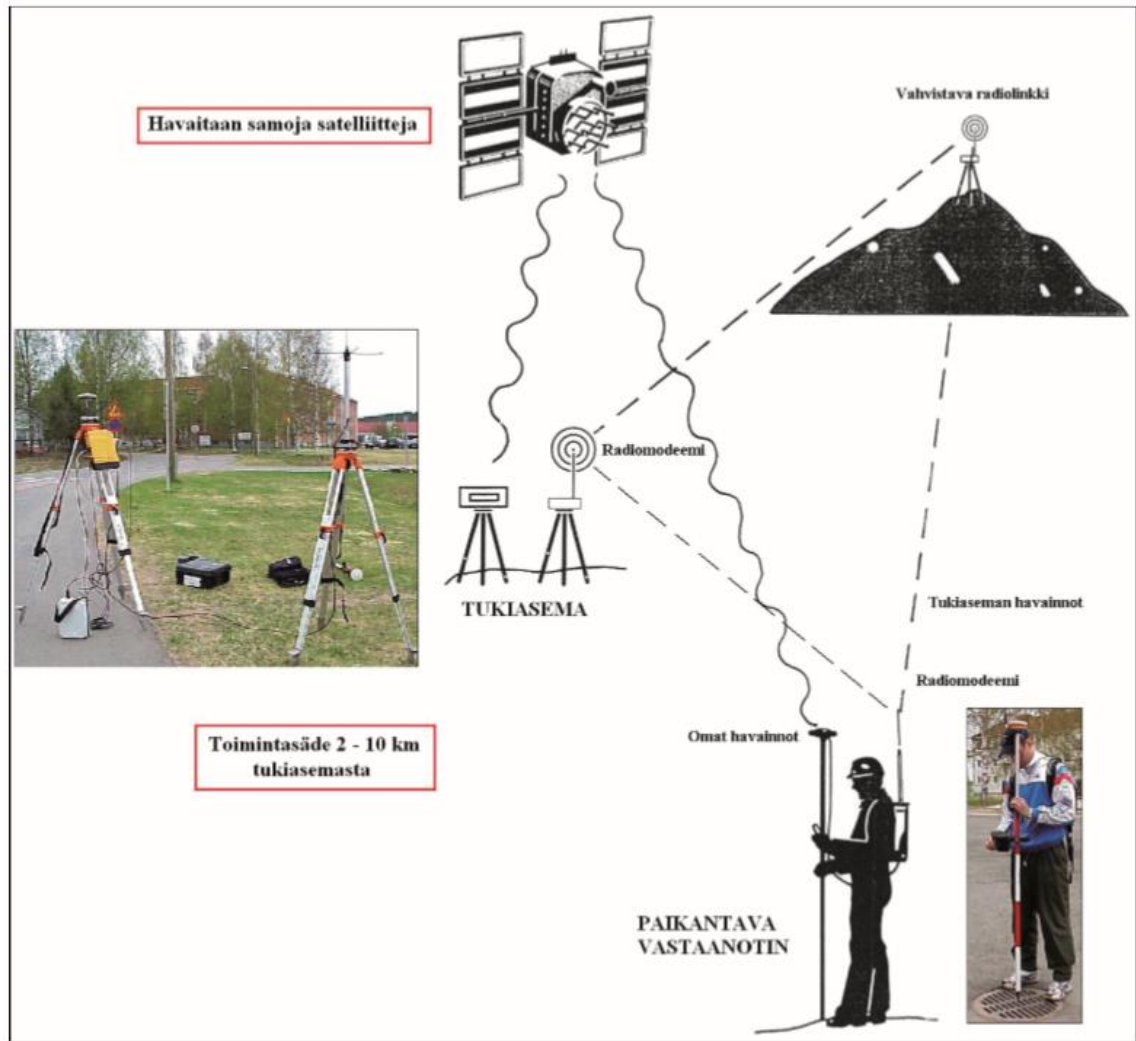 Havaitaan samoja satelliitteja
Vahvistava radiolinkki
Radiomodeemi
TUKIASEMA
Tukiaseman havainnot
Radiomodeemi
Toimintasäde 2 - 10 km
tukiasemasta
Omat havainnot
PAIKANTAVA
VASTAANOTIN